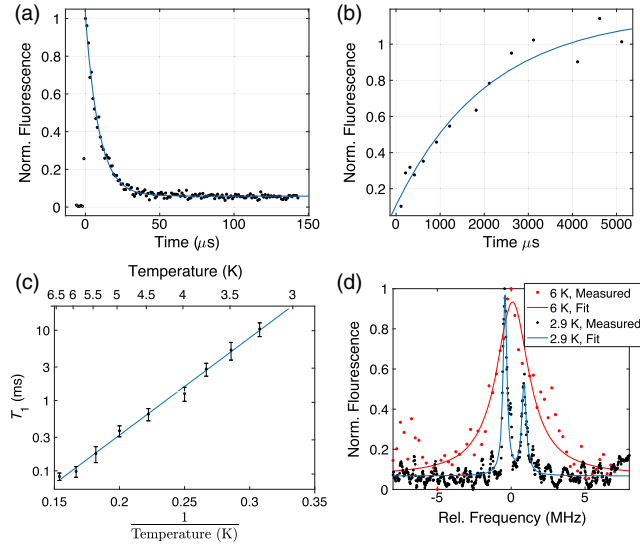 (a)
Norm. Fluorescence
1
0.8
0.6
0.4
0.2
0
0 50 100 150
Time (μs)
(b)
Norm. Fluorescence
1
0.8
0.6
0.4
0.2
0 1000 2000 3000 4000 5000
Time μs
(c)
Temperature (K)
6.5 6 5.5 5 4.5 4 3.5 3
T1 (ms)
10
3
1
0.3
0.1
0.15 0.2 0.25 0.3 0.35
1
Temperature (K)
(d)
6 K, Measured
6 K, Fit
2.9 K, Measured
2.9 K, Fit
Norm. Flourescence
1
0.8
0.6
0.4
0.2
0
-5 0 5
Rel. Frequency (MHz)